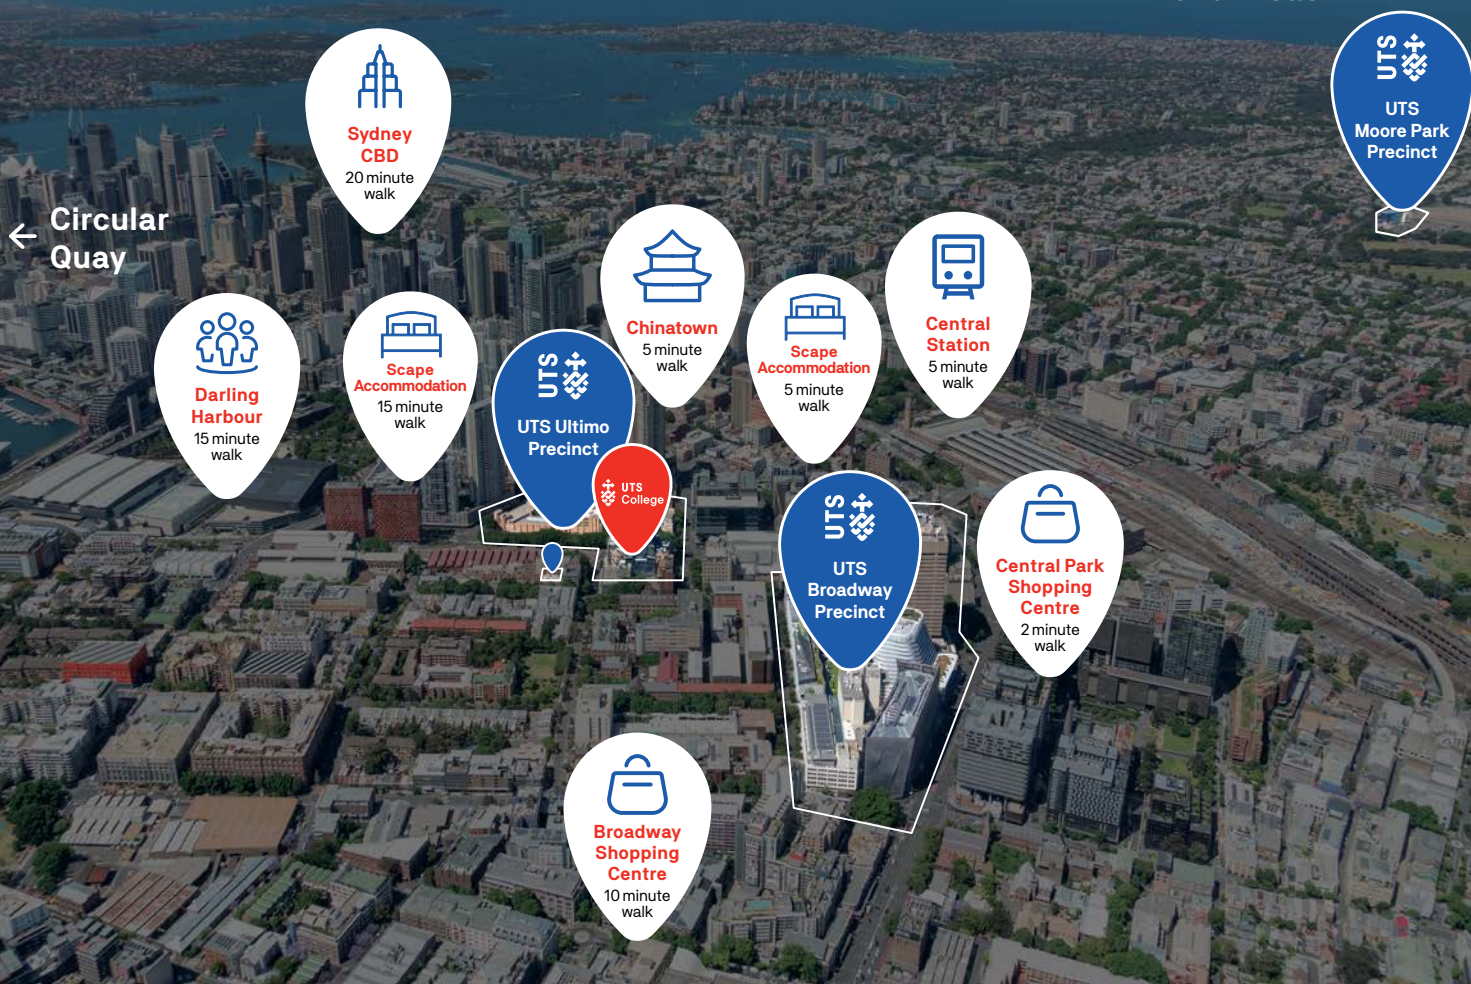 UTS
UTS
Moore Park
Precinct
Sydney
CBD
20 minute
walk
Circular
Quay
Chinatown
5 minute
walk
Central
Station
5 minute
walk
Scape
Accommodation
5 minute
walk
Darling
Harbour
15 minute
walk
Scape
Accommodation
15 minute
walk
UTS
UTS Ultimo
Precinct
UTS
College
UTS
UTS
Broadway
Precinct
Central Park
Shopping
Centre
2 minute
walk
Broadway
Shopping
Centre
10 minute
walk